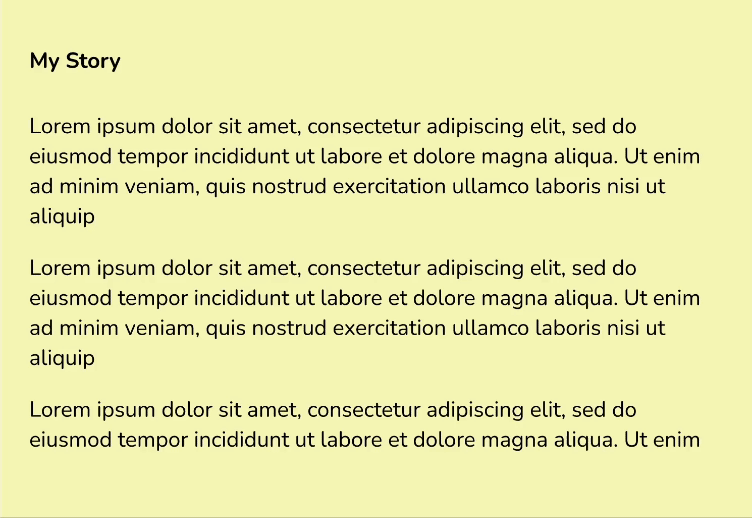 My Story
Lorem ipsum dolor sit amet, consectetur adipiscing elit, sed do
eiusmod tempor incididunt ut labore et dolore magna aliqua. Ut enim
ad minim veniam, quis nostrud exercitation ullamco laboris nisi ut
aliquip
Lorem ipsum dolor sit amet, consectetur adipiscing elit, sed do
eiusmod tempor incididunt ut labore et dolore magna aliqua. Ut enim
ad minim veniam, quis nostrud exercitation ullamco laboris nisi ut
aliquip
Lorem ipsum dolor sit amet, consectetur adipiscing elit, sed do
eiusmod tempor incididunt ut labore et dolore magna aliqua. Ut enim